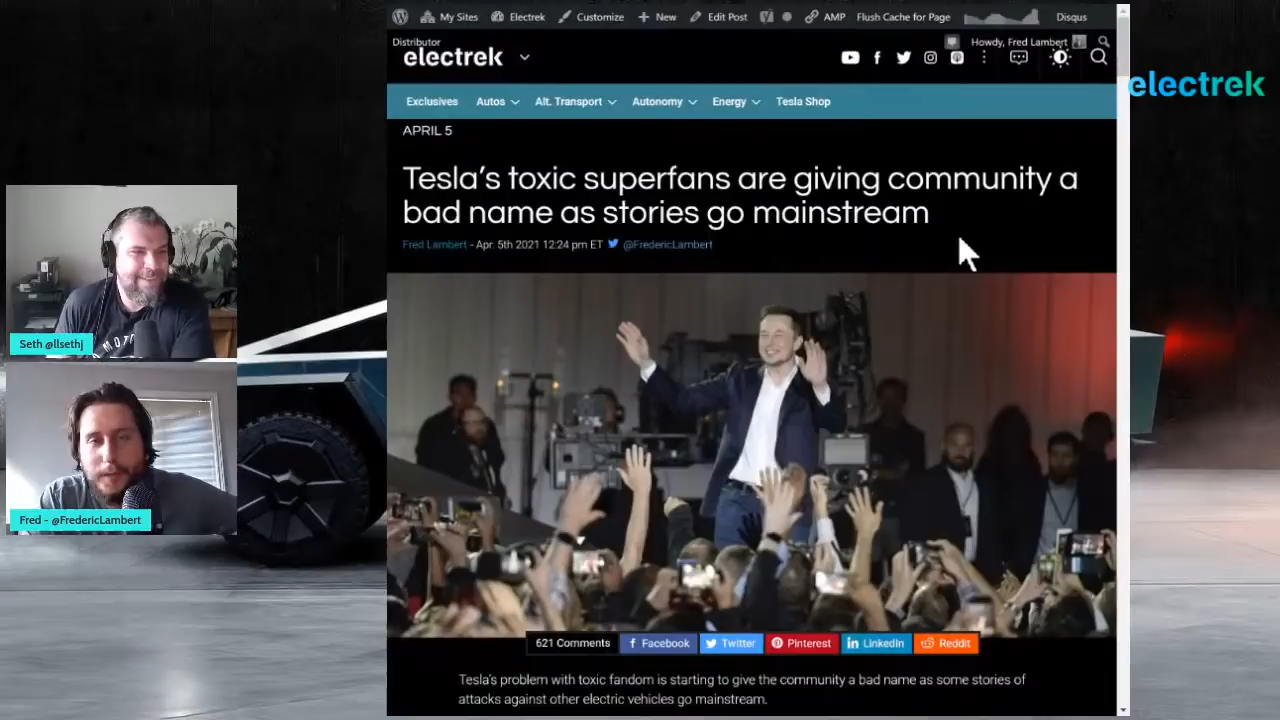 My Sites
Electrek
Customize
New
Edit Post
AMP
Flush Cache for Page
Disqus
Distributor
Howdy, Fred Lambert
electrek
electrek
Exclusives
Autos
Alt. Transport
Autonomy
Energy
Tesla Shop
APRIL 5
Tesla's toxic superfans are giving community a
bad name as stories go mainstream
Fred Lambert - Apr. 5th 2021 12:24 pm ET @FredericLambert
Seth @llsethj
Fred - @FredericLambert
621 Comments
Facebook
Twitter
Pinterest
LinkedIn
Reddit
Tesla's problem with toxic fandom is starting to give the community a bad name as some stories of
attacks against other electric vehicles go mainstream.